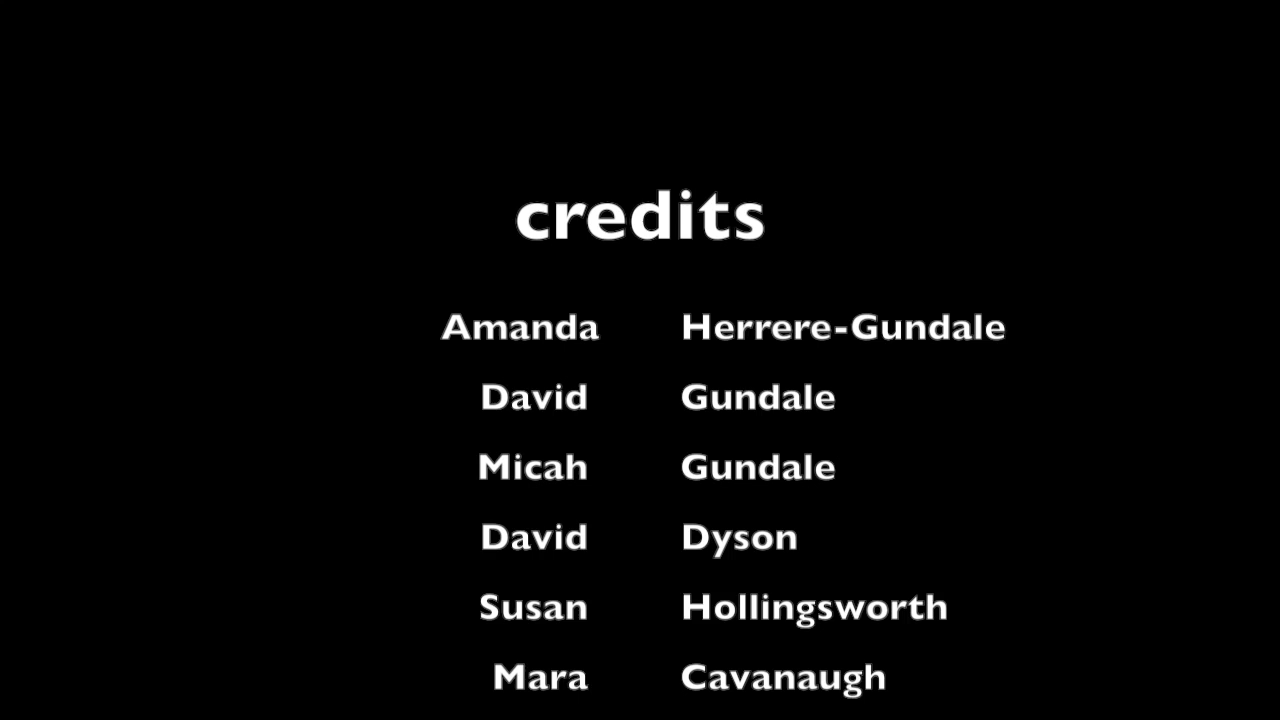 credits
Amanda Herrere-Gundale
David Gundale
Micah Gundale
David Dyson
Susan Hollingsworth
Mara Cavanaugh